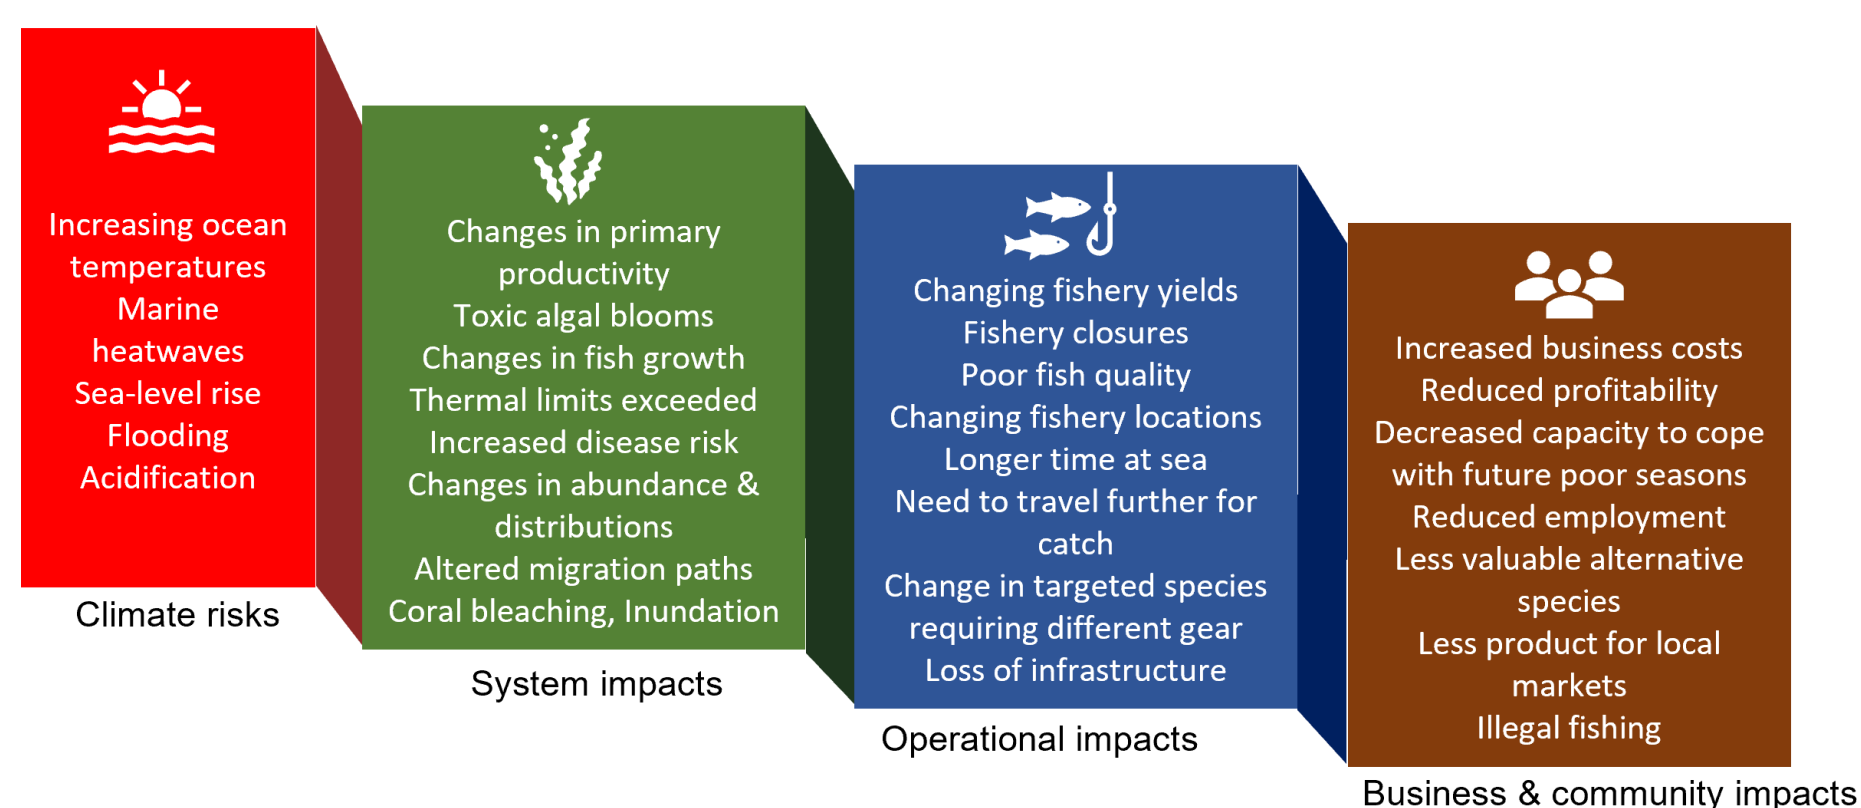 Increasing ocean
temperatures
Marine
heatwaves
Sea-level rise
Flooding
Acidification
Climate risks
Changes in primary
productivity
Toxic algal blooms
Changes in fish growth
Thermal limits exceeded
Increased disease risk
Changes in abundance &
distributions
Altered migration paths
Coral bleaching, Inundation
System impacts
Changing fishery yields
Fishery closures
Poor fish quality
Changing fishery locations
Longer time at sea
Need to travel further for
catch
Change in targeted species
requiring different gear
Loss of infrastructure
Operational impacts
Increased business costs
Reduced profitability
Decreased capacity to cope
with future poor seasons
Reduced employment
Less valuable alternative
species
Less product for local
markets
Illegal fishing
Business & community impacts